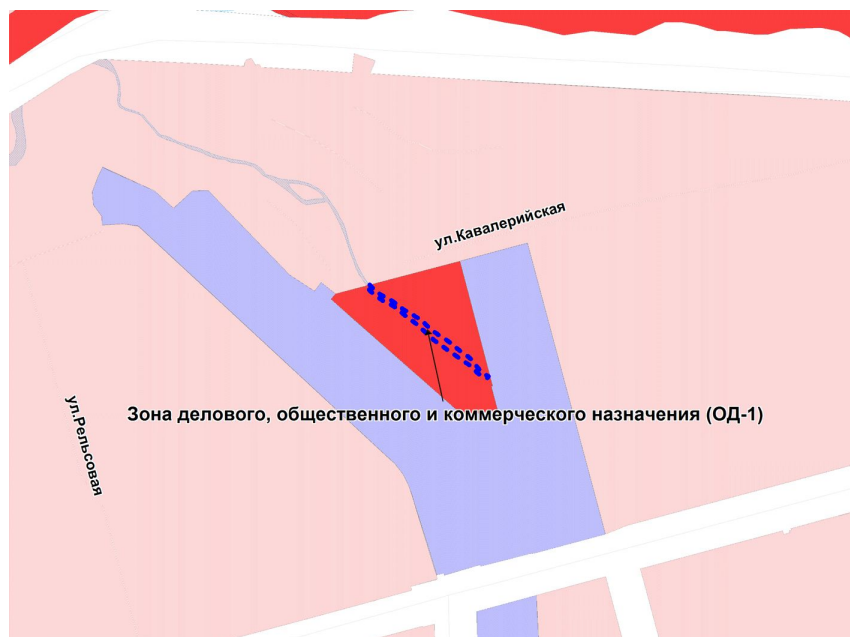 ул.Кавалерийская
ул.Рельсовая
Зона делового, общественного и коммерческого назначения (ОД-1)